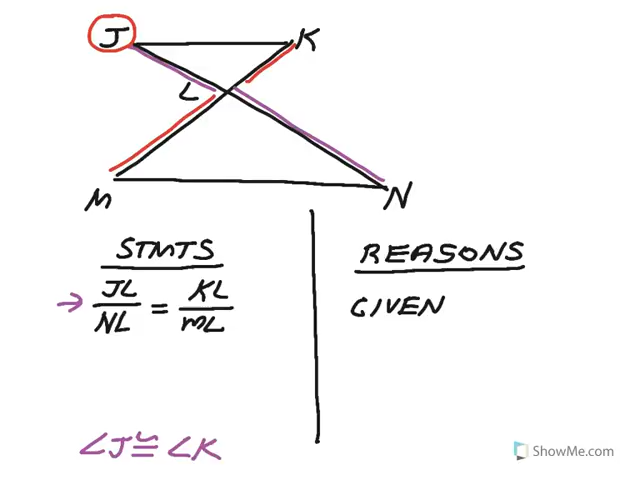 J K
L
M N
STMTS REASONS
JL/NL = KL/ML GIVEN
∠J ≅ ∠K
ShowMe.com